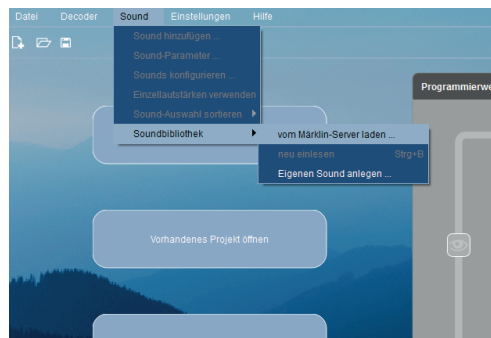 Datei Decoder Sound Einstellungen Hilfe
Sound hinzufügen ...
Sound-Parameter ...
Sounds konfigurieren ...
Einzellautstärken verwenden
Sound-Auswahl sortieren
Soundbibliothek
vom Märklin-Server laden ...
neu einlesen Strg+B
Eigenen Sound anlegen ...
Programmierwe
Vorhandenes Projekt öffnen